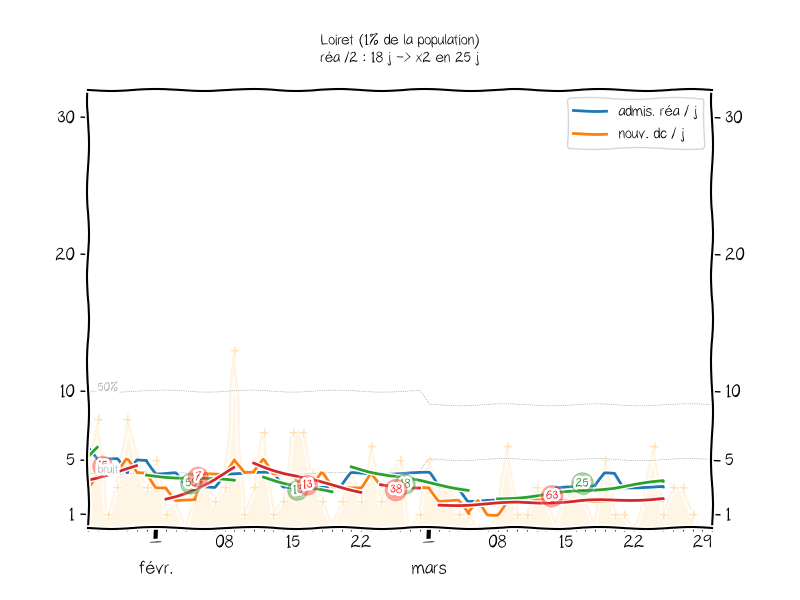 Loiret (1% de la population)
réa /2 : 18 j -> x2 en 25 j
admis. réa / j
nouv. dc / j
30 30
20 20
10 10
50%
5 5
bruit
7
13
38
18
63
25
1 1
08 15 22 08 15 22 29
févr. mars